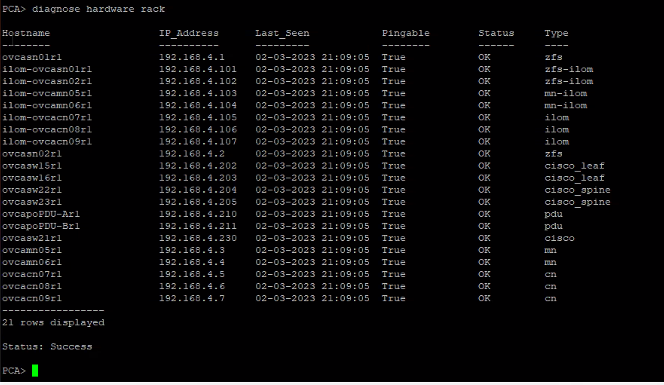 PCA> diagnose hardware rack
Hostname IP_Address Last_Seen Pingable Status Type
-------- ---------- --------- -------- ------ ----
ovcasn01r1 192.168.4.1 02-03-2023 21:09:05 True OK zfs
ilom-ovcasn01r1 192.168.4.101 02-03-2023 21:09:05 True OK zfs-ilom
ilom-ovcasn02r1 192.168.4.102 02-03-2023 21:09:05 True OK zfs-ilom
ilom-ovcamn05r1 192.168.4.103 02-03-2023 21:09:05 True OK mn-ilom
ilom-ovcamn06r1 192.168.4.104 02-03-2023 21:09:05 True OK mn-ilom
ilom-ovcacn07r1 192.168.4.105 02-03-2023 21:09:05 True OK ilom
ilom-ovcacn08r1 192.168.4.106 02-03-2023 21:09:05 True OK ilom
ilom-ovcacn09r1 192.168.4.107 02-03-2023 21:09:05 True OK ilom
ovcasn02r1 192.168.4.2 02-03-2023 21:09:05 True OK zfs
ovcasw15r1 192.168.4.202 02-03-2023 21:09:05 True OK cisco_leaf
ovcasw16r1 192.168.4.203 02-03-2023 21:09:05 True OK cisco_leaf
ovcasw22r1 192.168.4.204 02-03-2023 21:09:05 True OK cisco_spine
ovcasw23r1 192.168.4.205 02-03-2023 21:09:05 True OK cisco_spine
ovcapoPDU-Ar1 192.168.4.210 02-03-2023 21:09:05 True OK pdu
ovcapoPDU-Br1 192.168.4.211 02-03-2023 21:09:05 True OK pdu
ovcasw21r1 192.168.4.230 02-03-2023 21:09:05 True OK cisco
ovcamn05r1 192.168.4.3 02-03-2023 21:09:05 True OK mn
ovcamn06r1 192.168.4.4 02-03-2023 21:09:05 True OK mn
ovcacn07r1 192.168.4.5 02-03-2023 21:09:05 True OK cn
ovcacn08r1 192.168.4.6 02-03-2023 21:09:05 True OK cn
ovcacn09r1 192.168.4.7 02-03-2023 21:09:05 True OK cn
-----------------
21 rows displayed
Status: Success
PCA>